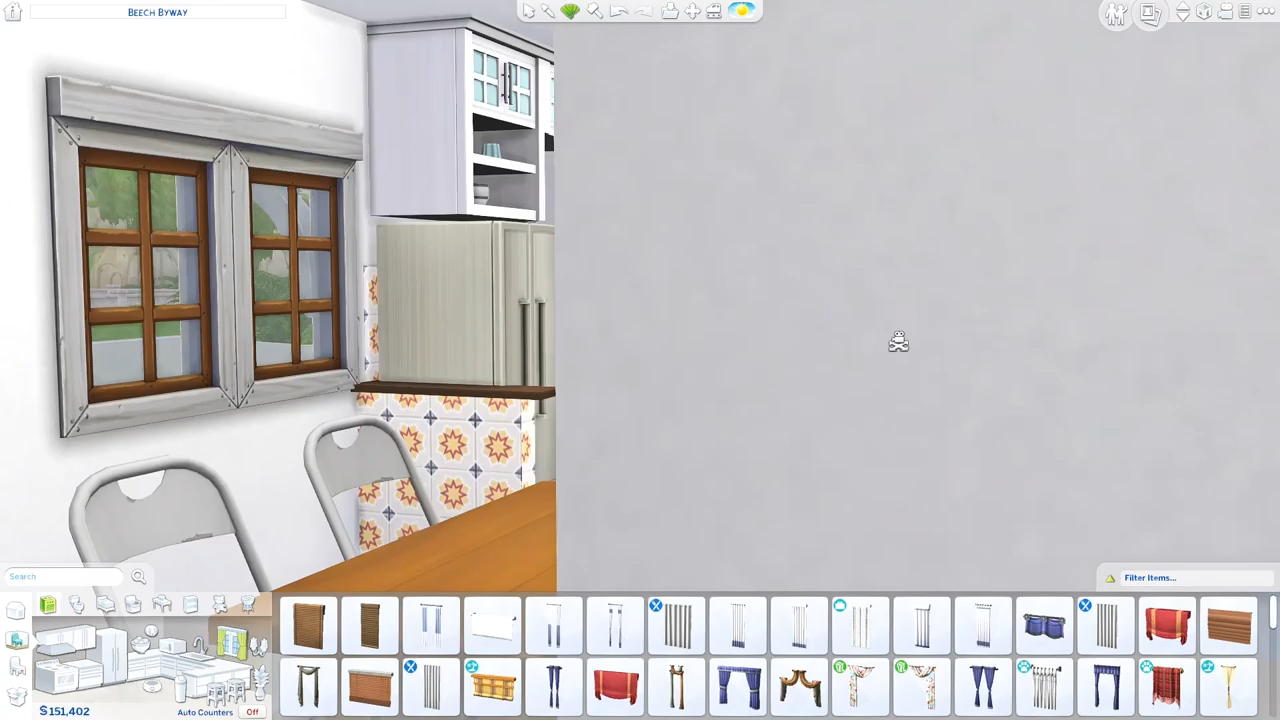 Beech Byway
Search
Filter Items...
§151,402
Auto Counters
Off